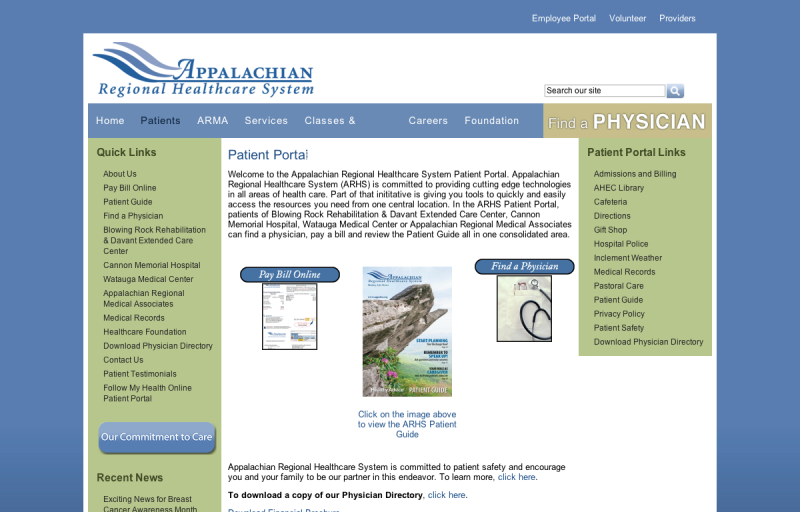 Employee Portal Volunteer Providers
APPALACHIAN
Regional Healthcare System
Search our site
Home Patients ARMA Services Classes & Careers Foundation
Find a PHYSICIAN
Quick Links
About Us
Pay Bill Online
Patient Guide
Find a Physician
Blowing Rock Rehabilitation
& Davant Extended Care
Center
Cannon Memorial Hospital
Watauga Medical Center
Appalachian Regional
Medical Associates
Medical Records
Healthcare Foundation
Download Physician Directory
Contact Us
Patient Testimonials
Follow My Health Online
Patient Portal
Our Commitment to Care
Recent News
Exciting News for Breast
Cancer Awareness Month
Patient Portal
Welcome to the Appalachian Regional Healthcare System Patient Portal. Appalachian
Regional Healthcare System (ARHS) is committed to providing cutting edge technologies
in all areas of health care. Part of that inititative is giving you tools to quickly and easily
access the resources you need from one central location. In the ARHS Patient Portal,
patients of Blowing Rock Rehabilitation & Davant Extended Care Center, Cannon
Memorial Hospital, Watauga Medical Center or Appalachian Regional Medical Associates
can find a physician, pay a bill and review the Patient Guide all in one consolidated area.
Pay Bill Online
APPALACHIAN
Regional Healthcare System
START PLANNING
REMEMBER TO
SPEAK UP!
CAREGIVER
PATIENT GUIDE
Find a Physician
Click on the image above
to view the ARHS Patient
Guide
Appalachian Regional Healthcare System is committed to patient safety and encourage
you and your family to be our partner in this endeavor. To learn more, click here.
To download a copy of our Physician Directory, click here.
Download Financial Brochure
Patient Portal Links
Admissions and Billing
AHEC Library
Cafeteria
Directions
Gift Shop
Hospital Police
Inclement Weather
Medical Records
Pastoral Care
Patient Guide
Privacy Policy
Patient Safety
Download Physician Directory